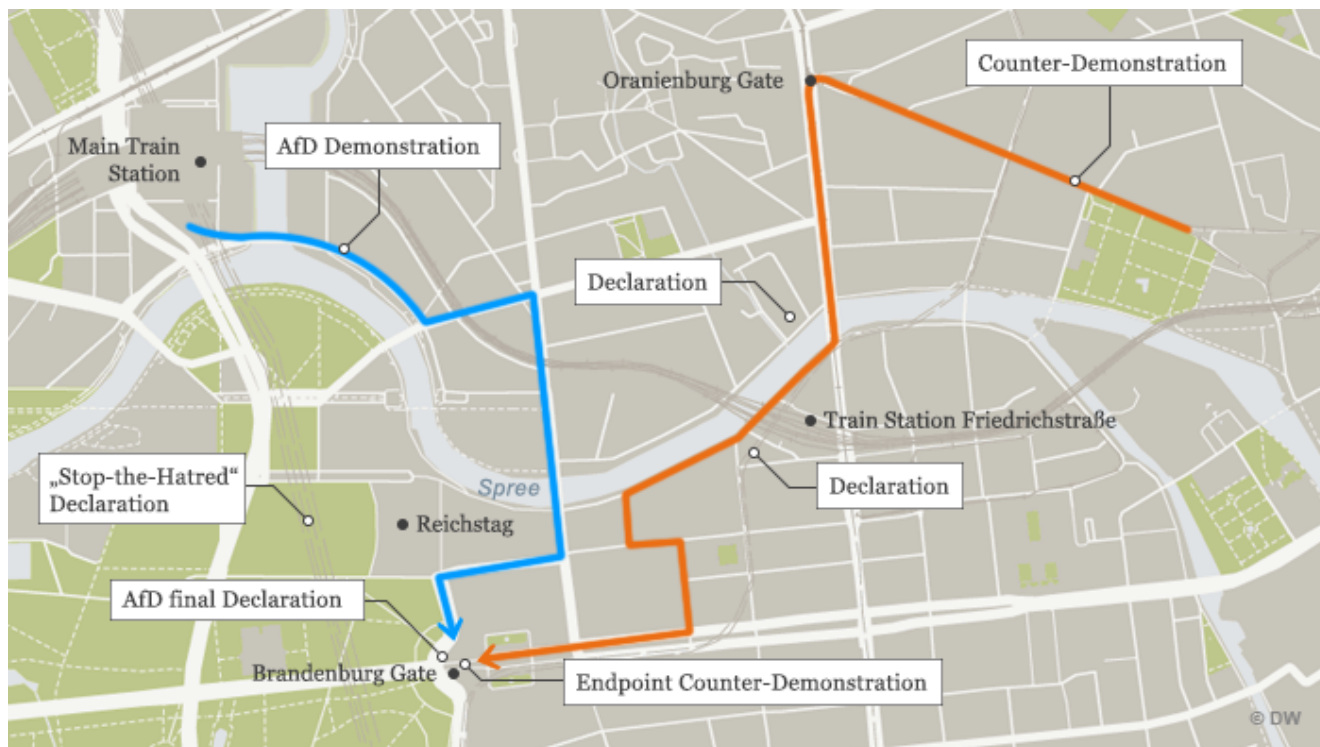 Oranienburg Gate
Counter-Demonstration
Main Train
Station
AfD Demonstration
Declaration
Train Station Friedrichstraße
„Stop-the-Hatred“
Declaration
Spree
Declaration
Reichstag
AfD final Declaration
Brandenburg Gate
Endpoint Counter-Demonstration
© DW